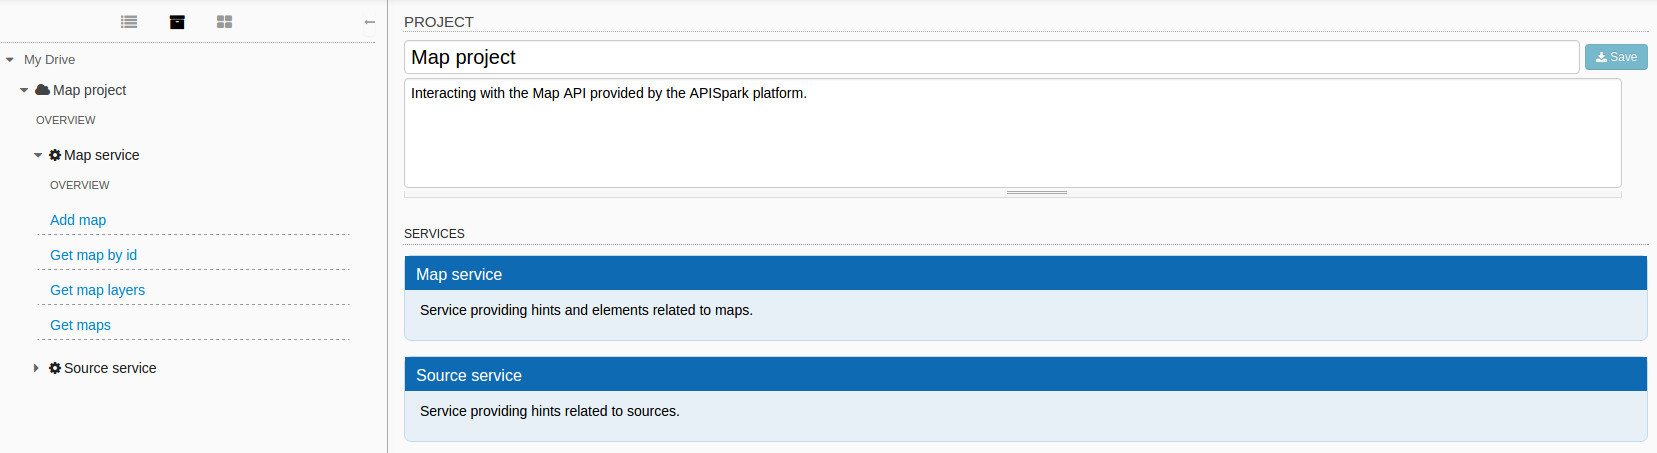 My Drive
Map project
OVERVIEW
Map service
OVERVIEW
Add map
Get map by id
Get map layers
Get maps
Source service
PROJECT
Map project
Save
Interacting with the Map API provided by the APISpark platform.
SERVICES
Map service
Service providing hints and elements related to maps.
Source service
Service providing hints related to sources.